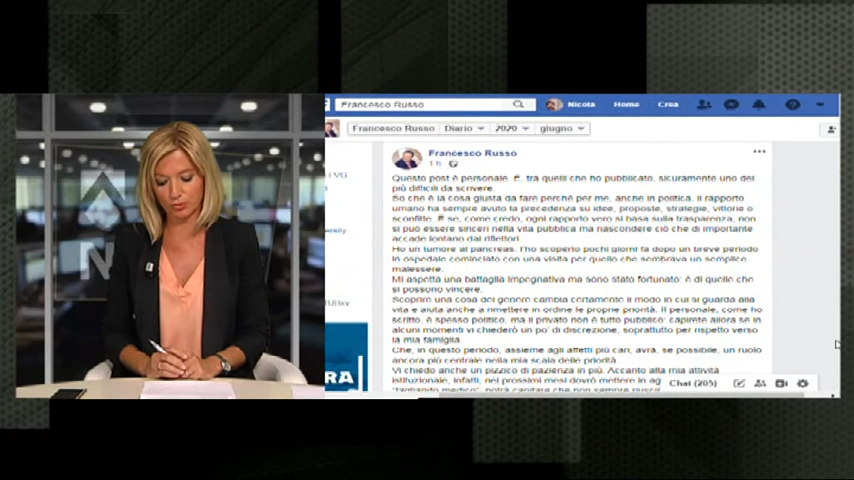 Francesco Russo
Nicola Home Crea
Francesco Russo Diario 2020 giugno
Francesco Russo
1 h
Questo post è personale. È, tra quelli che ho pubblicato, sicuramente uno dei
più difficili da scrivere.
So che è la cosa giusta da fare perché per me, anche in politica, il rapporto
umano ha sempre avuto la precedenza su idee, proposte, strategie, vittorie o
sconfitte. E se, come credo, ogni rapporto vero si basa sulla trasparenza, non
si può essere sinceri nella vita pubblica ma nascondere ciò che di importante
accade lontano dai riflettori.
Ho un tumore al pancreas. l'ho scoperto pochi giorni fa dopo un breve periodo
in ospedale cominciato con una visita per quello che sembrava un semplice
malessere.
Mi aspetta una battaglia impegnativa ma sono stato fortunato: è di quelle che
si possono vincere.
Scoprire una cosa del genere cambia certamente il modo in cui si guarda alla
vita e aiuta anche a rimettere in ordine le proprie priorità. Il personale, come ho
scritto, è spesso politico, ma il privato non è tutto pubblico: capirete allora se in
alcuni momenti vi chiederò un po' di discrezione, soprattutto per rispetto verso
la mia famiglia.
Che, in questo periodo, assieme agli affetti più cari, avrà, se possibile, un ruolo
ancora più centrale nella mia scala delle priorità.
Vi chiedo anche un pizzico di pazienza in più. Accanto alla mia attività
istituzionale, infatti, nei prossimi mesi dovrò mettere in ag
"tagliando medico", potrà capitare che non sempre riusca
Chat (205)
TVG
RA
N